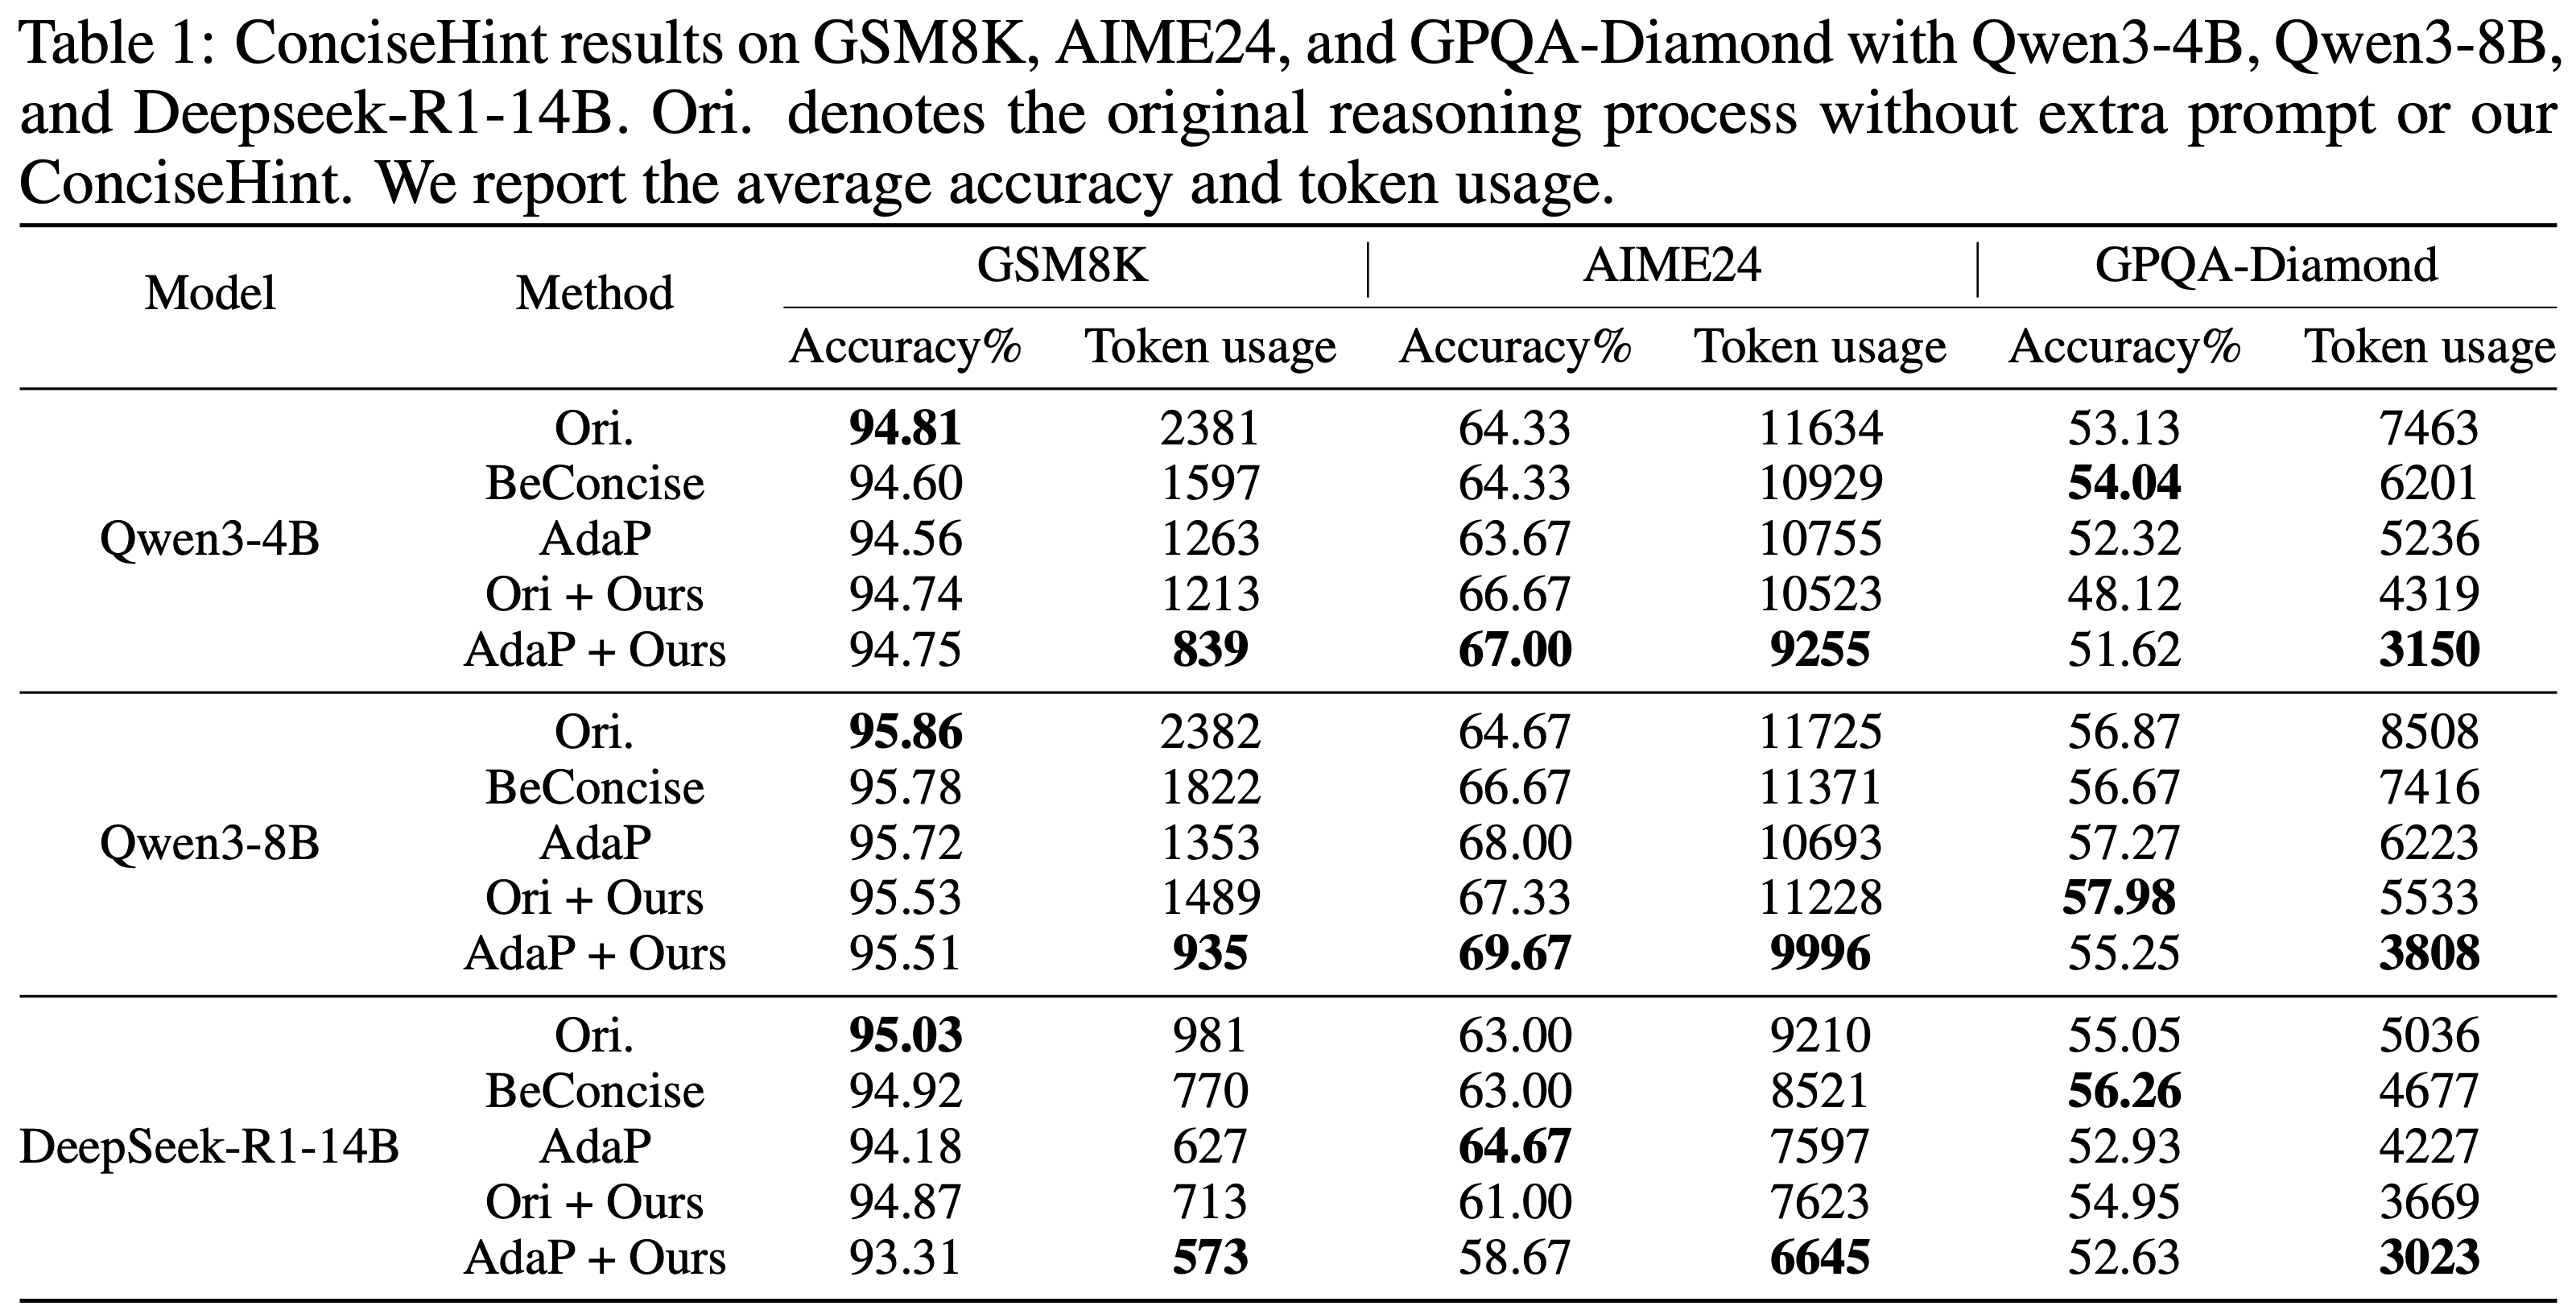 Table 1: ConciseHint results on GSM8K, AIME24, and GPQA-Diamond with Qwen3-4B, Qwen3-8B,
and Deepseek-R1-14B. Ori. denotes the original reasoning process without extra prompt or our
ConciseHint. We report the average accuracy and token usage.
Model Method GSM8K AIME24 GPQA-Diamond
Accuracy% Token usage Accuracy% Token usage Accuracy% Token usage
Ori. 94.81 2381 64.33 11634 53.13 7463
BeConcise 94.60 1597 64.33 10929 54.04 6201
Qwen3-4B AdaP 94.56 1263 63.67 10755 52.32 5236
Ori + Ours 94.74 1213 66.67 10523 48.12 4319
AdaP + Ours 94.75 839 67.00 9255 51.62 3150
Ori. 95.86 2382 64.67 11725 56.87 8508
BeConcise 95.78 1822 66.67 11371 56.67 7416
Qwen3-8B AdaP 95.72 1353 68.00 10693 57.27 6223
Ori + Ours 95.53 1489 67.33 11228 57.98 5533
AdaP + Ours 95.51 935 69.67 9996 55.25 3808
Ori. 95.03 981 63.00 9210 55.05 5036
BeConcise 94.92 770 63.00 8521 56.26 4677
DeepSeek-R1-14B AdaP 94.18 627 64.67 7597 52.93 4227
Ori + Ours 94.87 713 61.00 7623 54.95 3669
AdaP + Ours 93.31 573 58.67 6645 52.63 3023